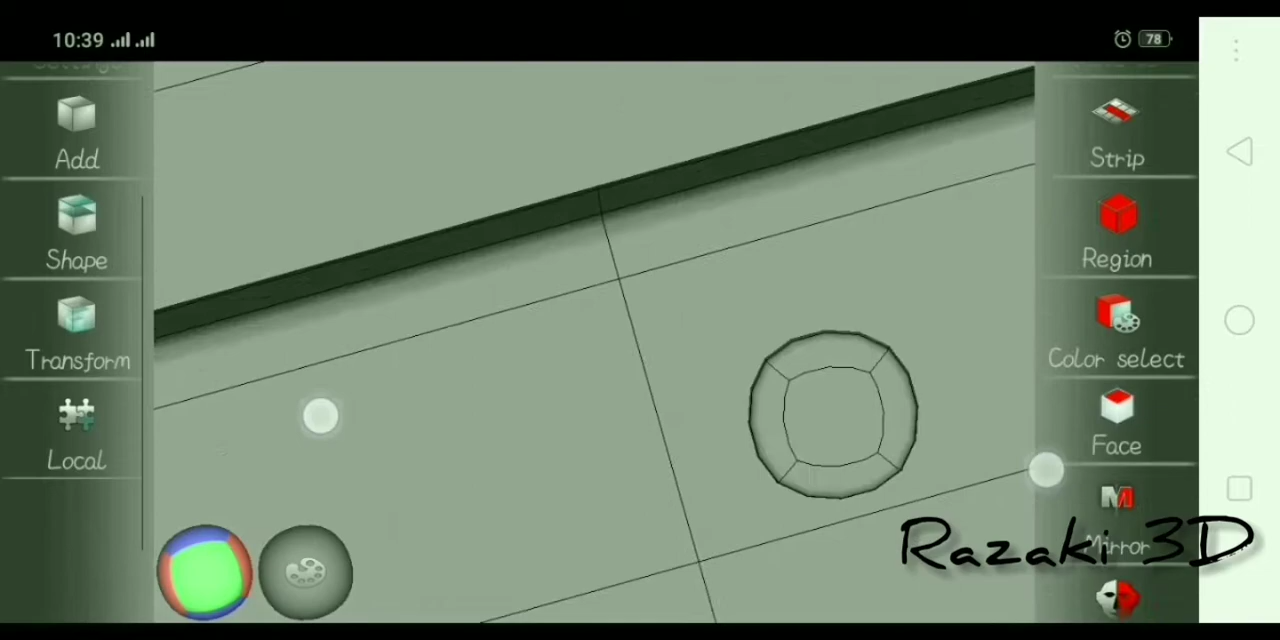 10:39
78
Add
Shape
Transform
Local
Strip
Region
Color select
Face
Mirror
Razaki 3D